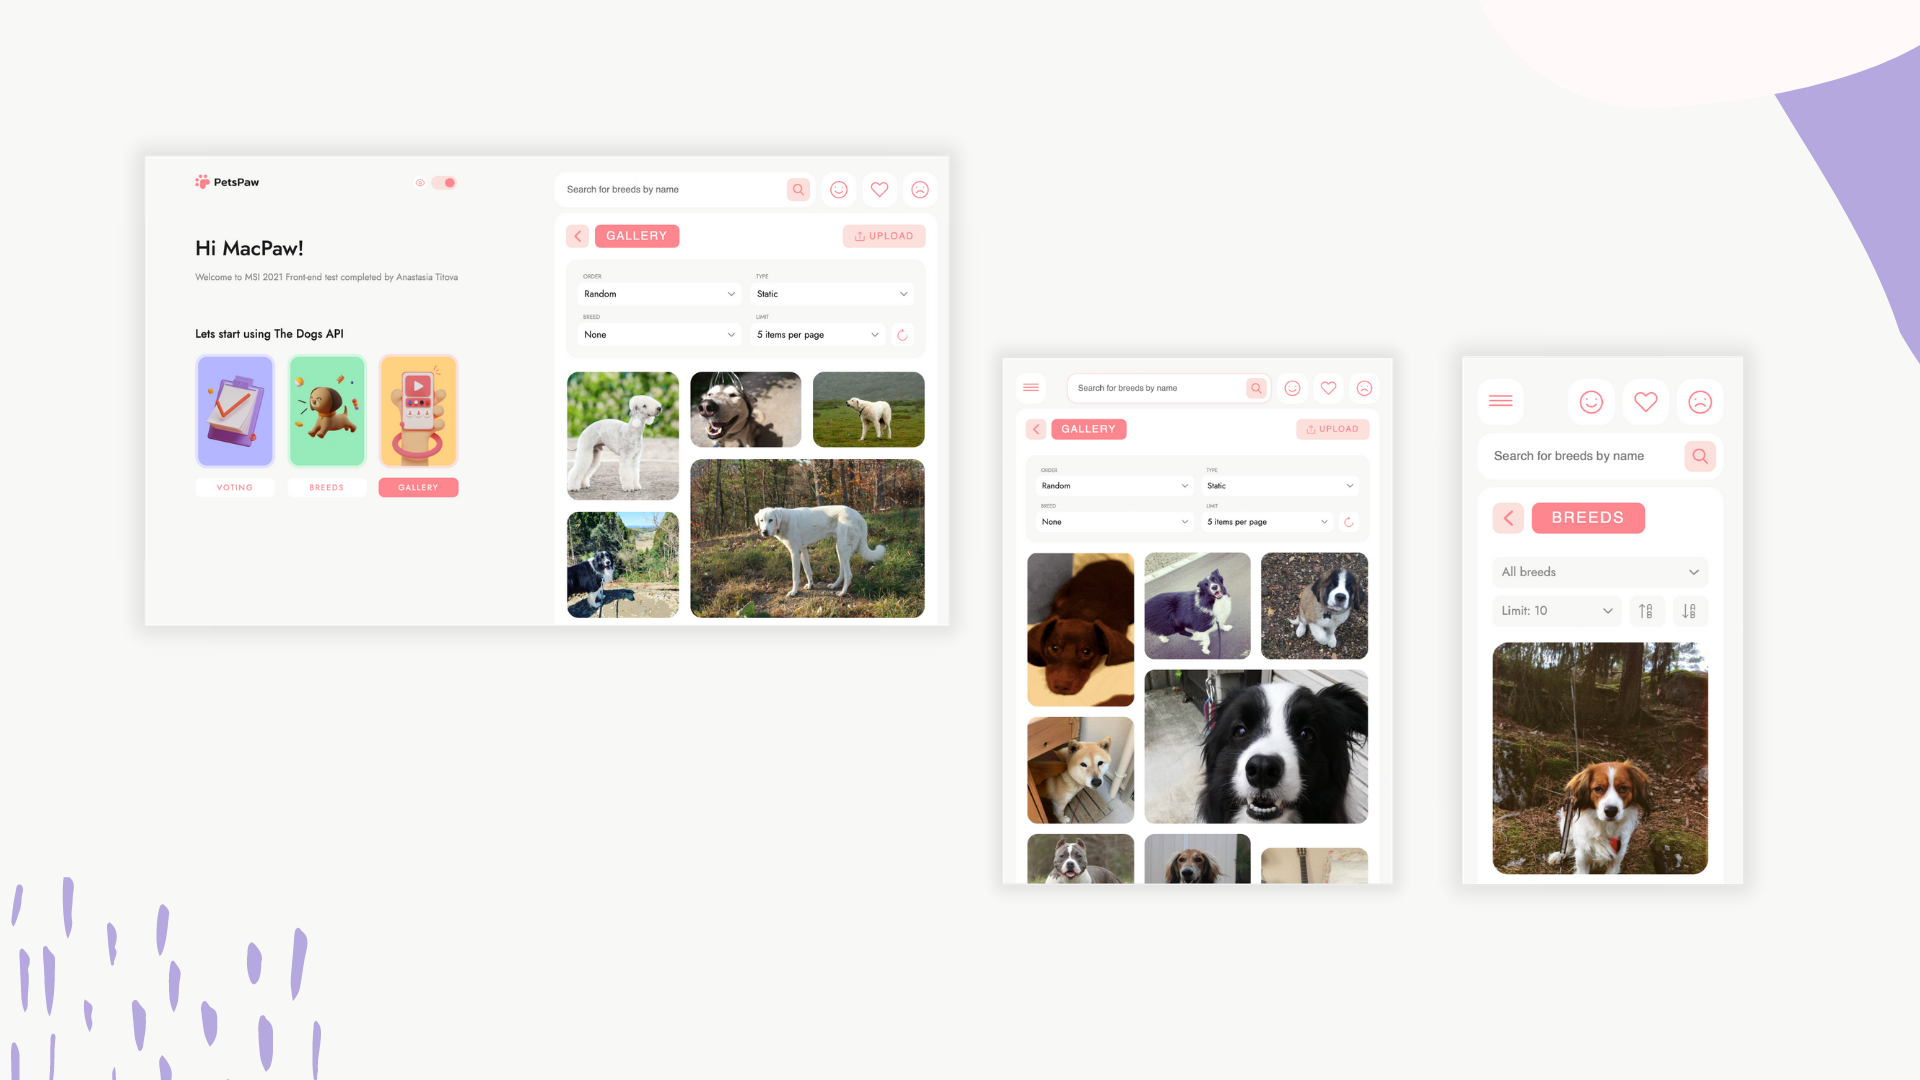 PetsPaw
Hi MacPaw!
Welcome to MSI 2021 Front-end test completed by Anastasia Titova
Lets start using The Dogs API
VOTING
BREEDS
GALLERY
Search for breeds by name
GALLERY
UPLOAD
ORDER
TYPE
Random
Static
BREED
LIMIT
None
5 items per page
Search for breeds by name
GALLERY
UPLOAD
ORDER
TYPE
Random
Static
BREED
LIMIT
None
5 items per page
Search for breeds by name
BREEDS
All breeds
Limit: 10